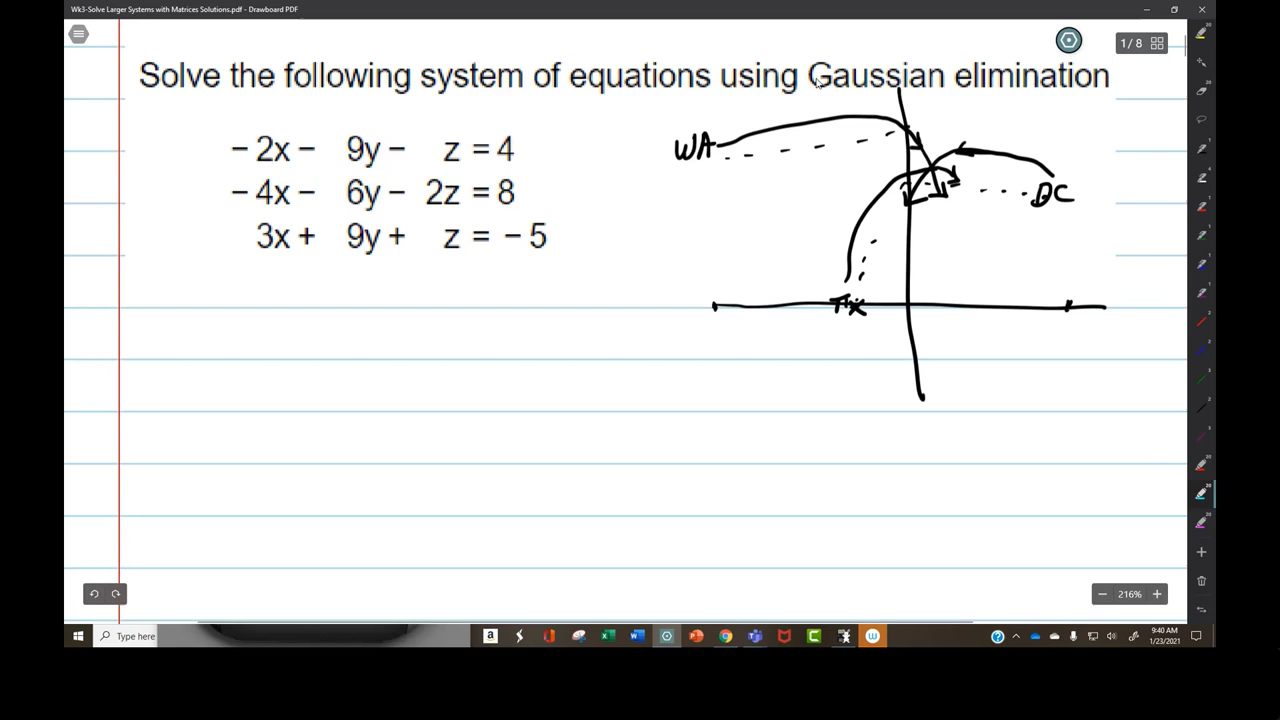 Wk3-Solve Larger Systems with Matrices Solutions.pdf - Drawboard PDF
1 / 8
Solve the following system of equations using Gaussian elimination
WA
DC
TX
- 2x - 9y - z = 4
- 4x - 6y - 2z = 8
3x + 9y + z = - 5
216%
Type here
9:40 AM
1/23/2021